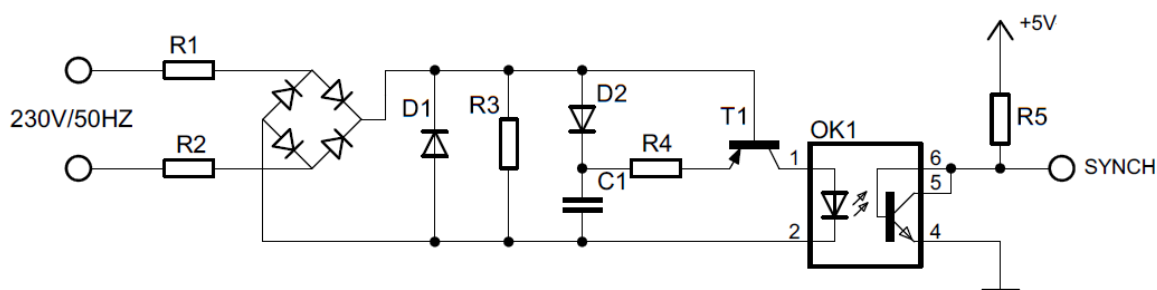 +5V
R1
D2
D1
R3
T1
230V/50HZ
OK1
R5
R2
R4
1
6
5
SYNCH
C1
2
4